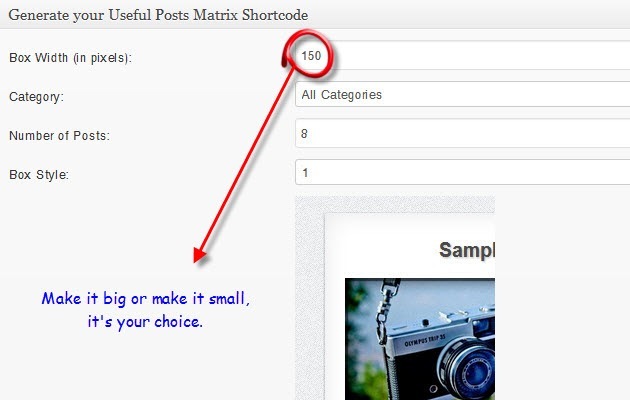 Generate your Useful Posts Matrix Shortcode
Box Width (in pixels): 150
Category: All Categories
Number of Posts: 8
Box Style: 1
Make it big or make it small,
it's your choice.
OLYMPUS TRIP 35